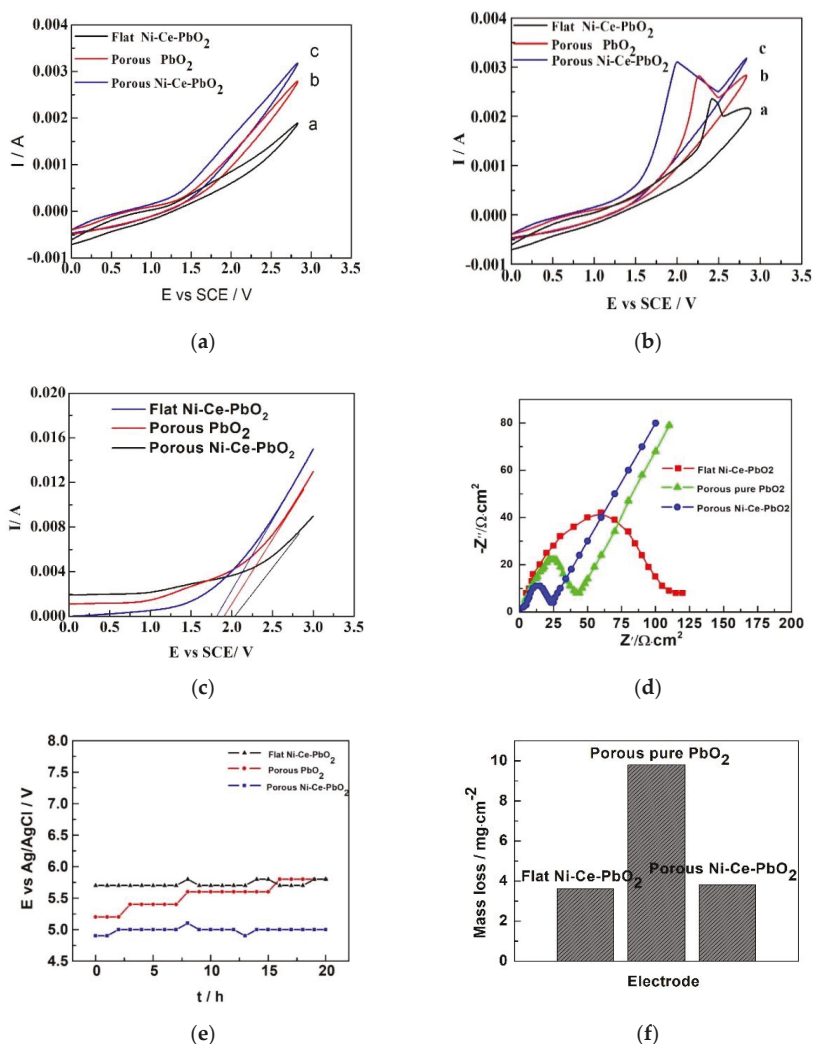 0.004
0.003
0.002
0.001
0.000
-0.001
I / A
Flat Ni-Ce-PbO2
Porous PbO2
Porous Ni-Ce-PbO2
c
b
a
0.0 0.5 1.0 1.5 2.0 2.5 3.0 3.5
E vs SCE / V
(a)
0.004
0.003
0.002
0.001
0.000
-0.001
I / A
Flat Ni-Ce-PbO2
Porous PbO2
Porous Ni-Ce-PbO2
c
b
a
0.0 0.5 1.0 1.5 2.0 2.5 3.0 3.5
E vs SCE / V
(b)
0.020
0.016
0.012
0.008
0.004
0.000
I/ A
Flat Ni-Ce-PbO2
Porous PbO2
Porous Ni-Ce-PbO2
0.0 0.5 1.0 1.5 2.0 2.5 3.0 3.5
E vs SCE/ V
(c)
80
60
40
20
0
-Z''/Ω·cm2
Flat Ni-Ce-PbO2
Porous pure PbO2
Porous Ni-Ce-PbO2
0 25 50 75 100 125 150 175 200
Z'/Ω·cm2
(d)
8.0
7.5
7.0
6.5
6.0
5.5
5.0
4.5
E vs Ag/AgCl / V
Flat Ni-Ce-PbO2
Porous PbO2
Porous Ni-Ce-PbO2
0 5 10 15 20
t / h
(e)
10
8
6
4
2
0
Mass loss / mg·cm-2
Porous pure PbO2
Flat Ni-Ce-PbO2
Porous Ni-Ce-PbO2
Electrode
(f)